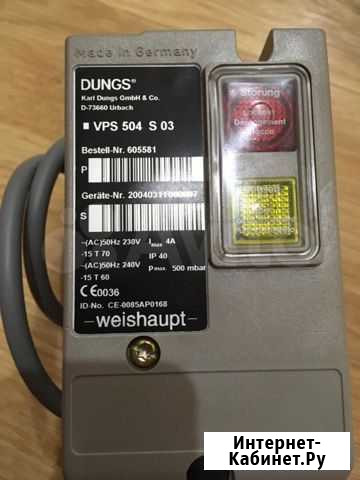 Made in Germany
DUNGS®
Karl Dungs GmbH & Co.
D-73660 Urbach
VPS 504 S 03
Bestell-Nr. 605581
P
Geräte-Nr.
S
~(AC)50Hz 230V Imax 4A
-15 T 70 IP 40
~(AC)50Hz 240V Pmax. 500 mbar
-15 T 60
CE0036
ID-No. CE-0085AP0168
-weishaupt-
Störung
Интернет-
Кабинет.Ру